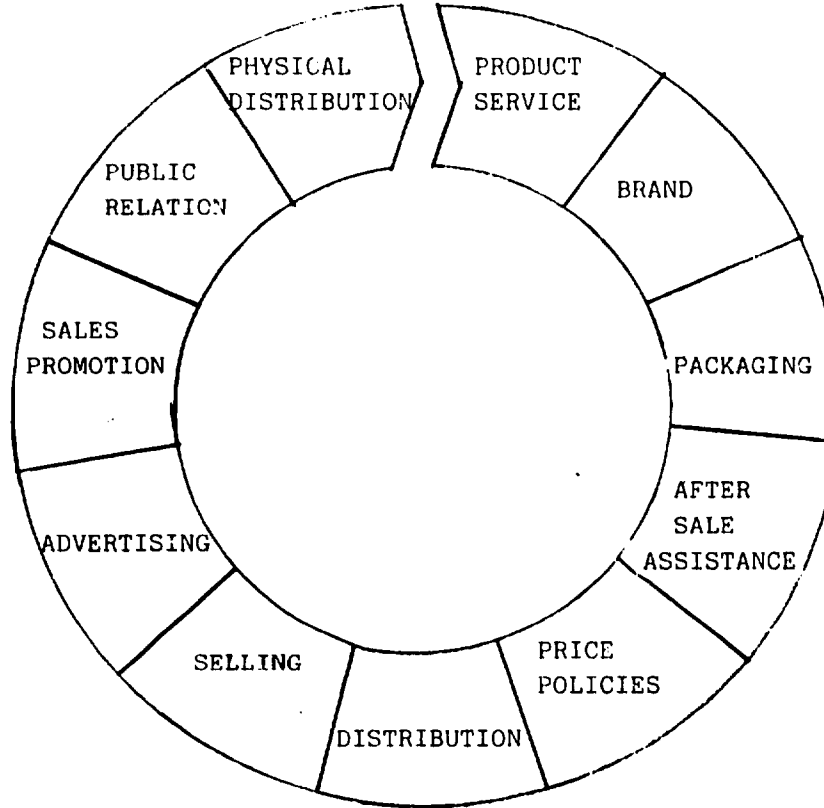 PRODUCT
SERVICE
BRAND
PACKAGING
AFTER
SALE
ASSISTANCE
PRICE
POLICIES
DISTRIBUTION
SELLING
ADVERTISING
SALES
PROMOTION
PUBLIC
RELATION
PHYSICAL
DISTRIBUTION